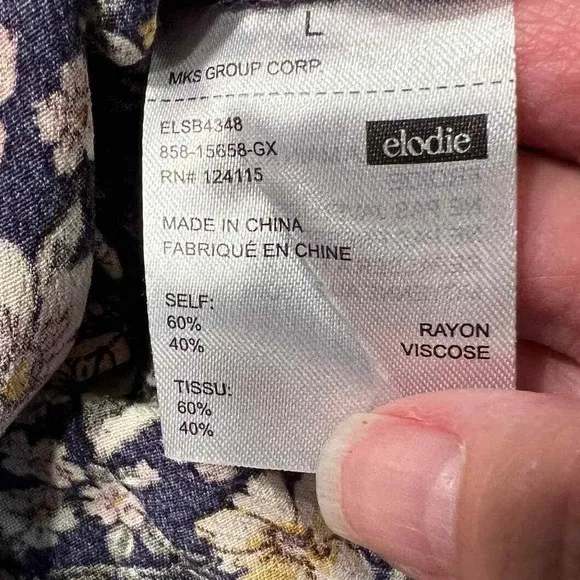 L
MKS GROUP CORP.
ELSB4348
858-15658-GX
RN# 124115
elodie
MADE IN CHINA
FABRIQUÉ EN CHINE
SELF:
60% RAYON
40% VISCOSE
TISSU:
60%
40%